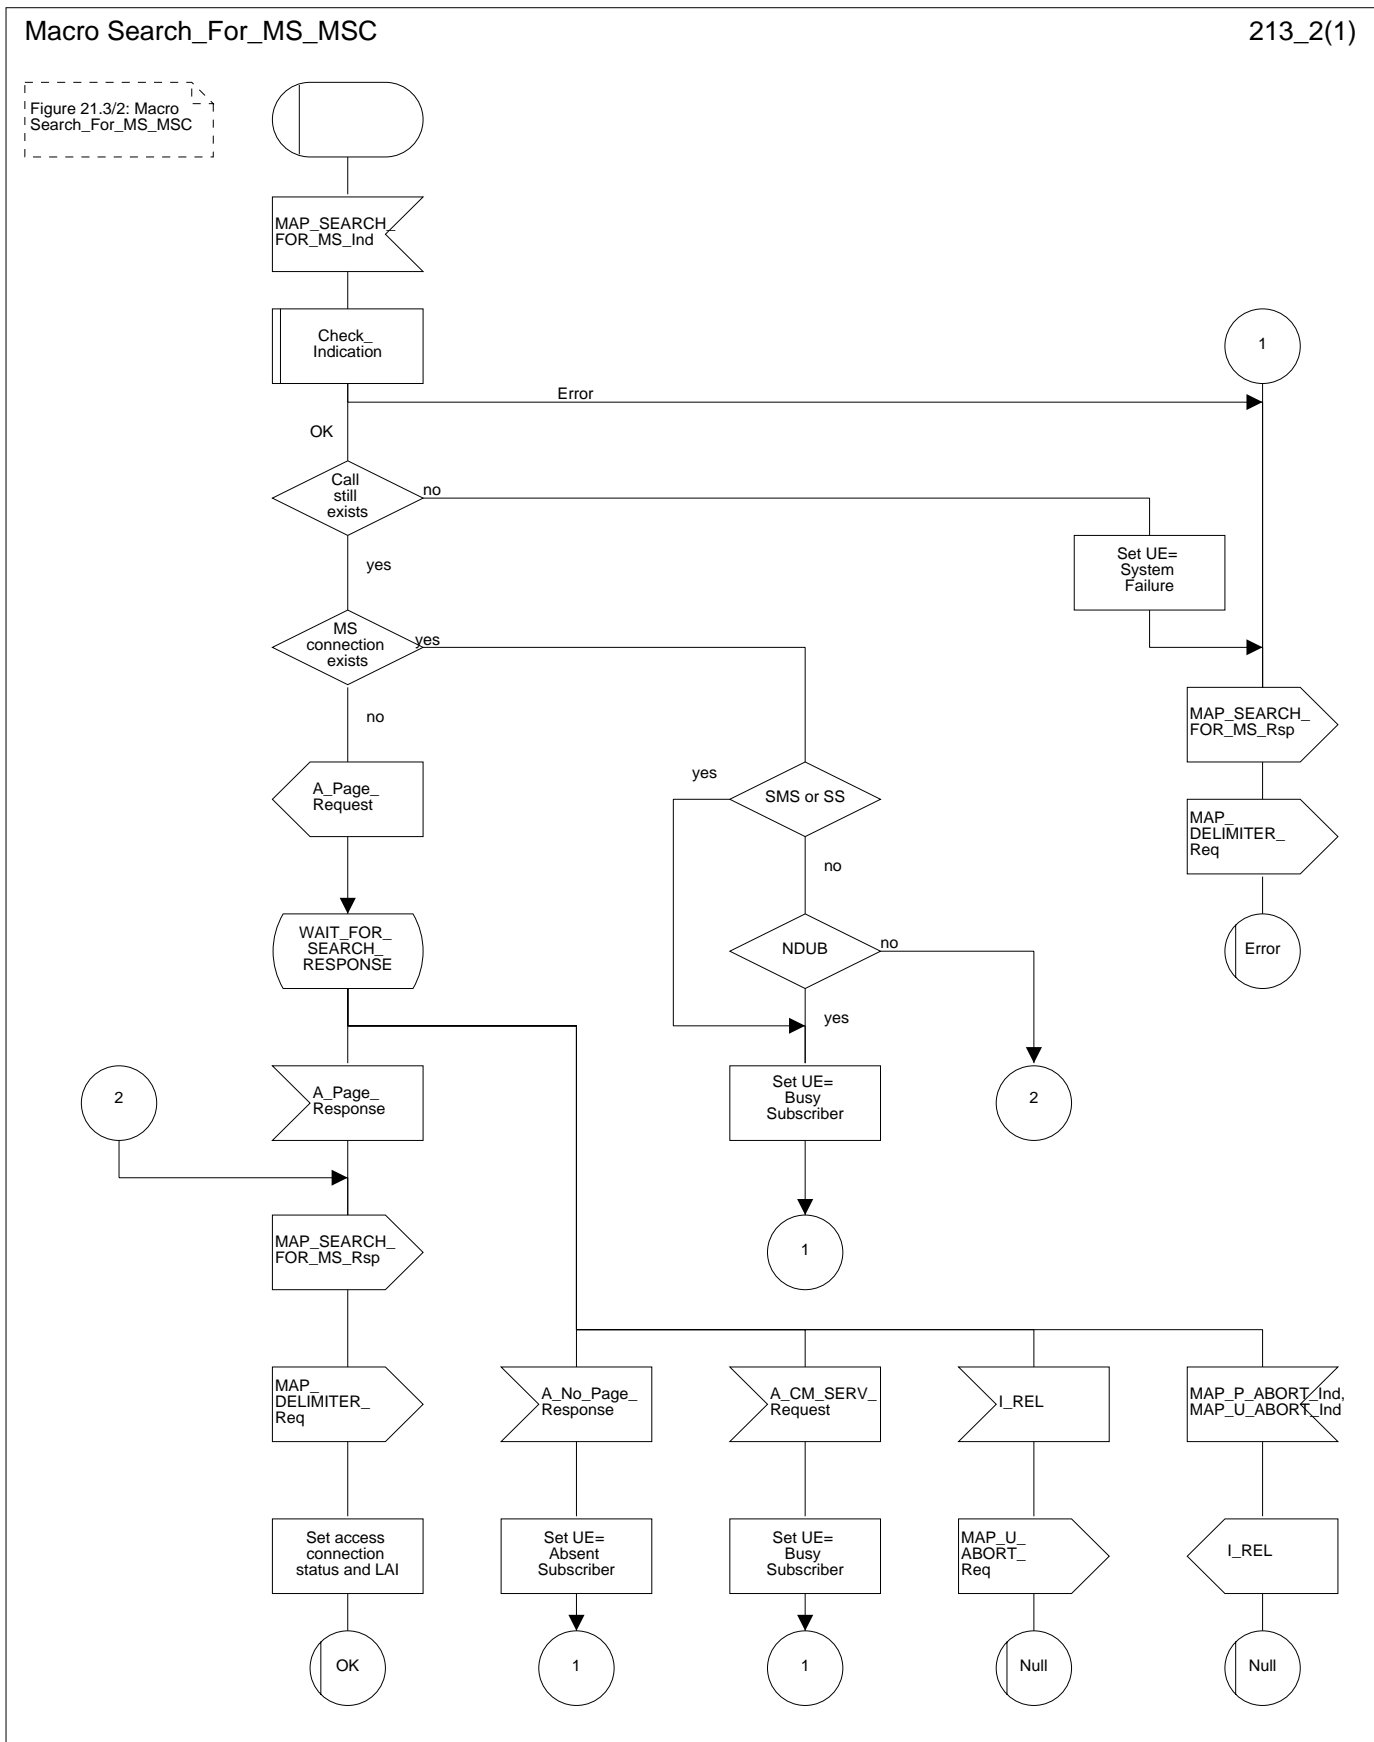 Macro Search_For_MS_MSC
213_2(1)
Figure 21.3/2: Macro
Search_For_MS_MSC
MAP_SEARCH_
FOR_MS_Ind
Check_
Indication
1
Error
OK
Call
still
exists
no
yes
Set UE=
System
Failure
MS
connection
exists
yes
no
MAP_SEARCH_
FOR_MS_Rsp
A_Page_
Request
yes
SMS or SS
MAP_
DELIMITER_
Req
no
WAIT_FOR_
SEARCH_
RESPONSE
NDUB
no
Error
yes
2
A_Page_
Response
Set UE=
Busy
Subscriber
2
MAP_SEARCH_
FOR_MS_Rsp
1
MAP_
DELIMITER_
Req
A_No_Page_
Response
A_CM_SERV_
Request
I_REL
MAP_P_ABORT_Ind,
MAP_U_ABORT_Ind
Set access
connection
status and LAI
Set UE=
Absent
Subscriber
Set UE=
Busy
Subscriber
MAP_U_
ABORT_
Req
I_REL
OK
1
1
Null
Null